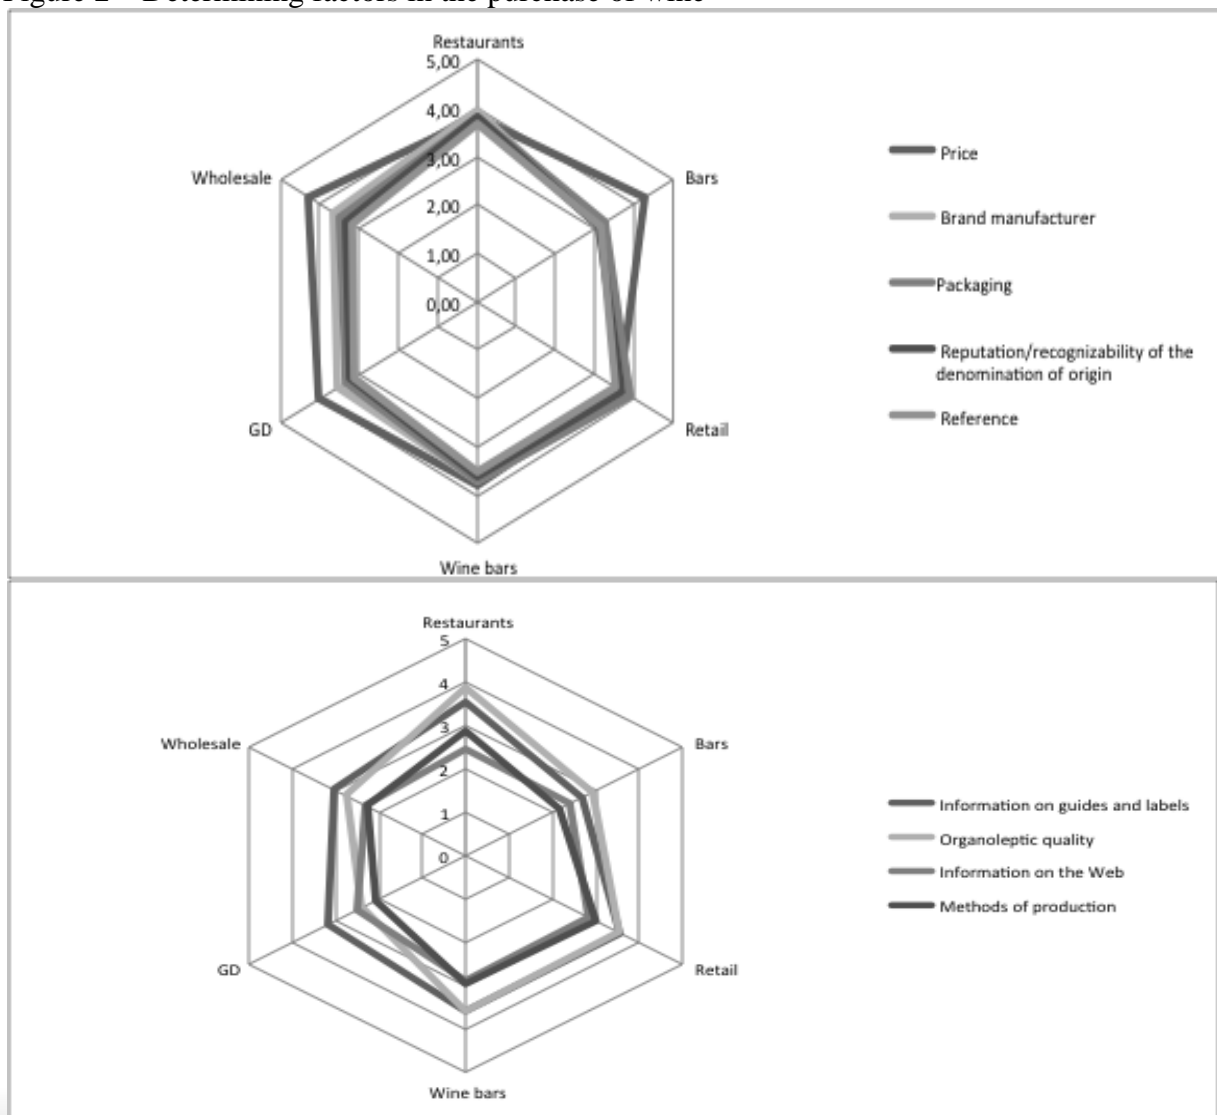 Figure 2 – Determining factors in the purchase of wine
Restaurants
5,00
4,00
3,00
2,00
1,00
0,00
Wholesale
Bars
GD
Retail
Wine bars
Price
Brand manufacturer
Packaging
Reputation/recognizability of the
denomination of origin
Reference
Restaurants
5
4
3
2
1
0
Wholesale
Bars
GD
Retail
Wine bars
Information on guides and labels
Organoleptic quality
Information on the Web
Methods of production